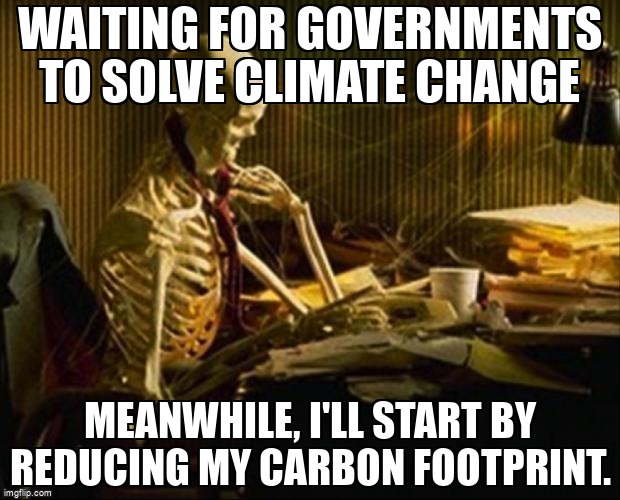 WAITING FOR GOVERNMENTS
TO SOLVE CLIMATE CHANGE
MEANWHILE, I'LL START BY
REDUCING MY CARBON FOOTPRINT.
imgflip.com